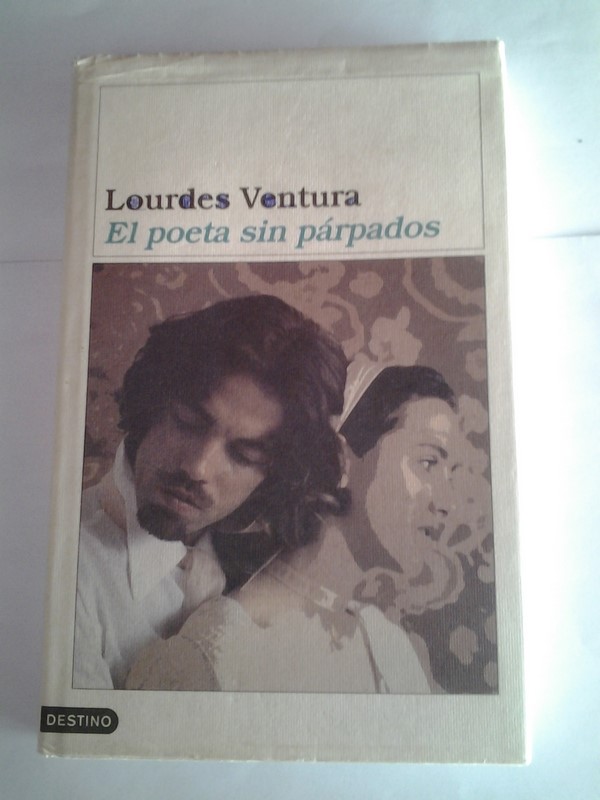 Lourdes Ventura
El poeta sin párpados
DESTINO